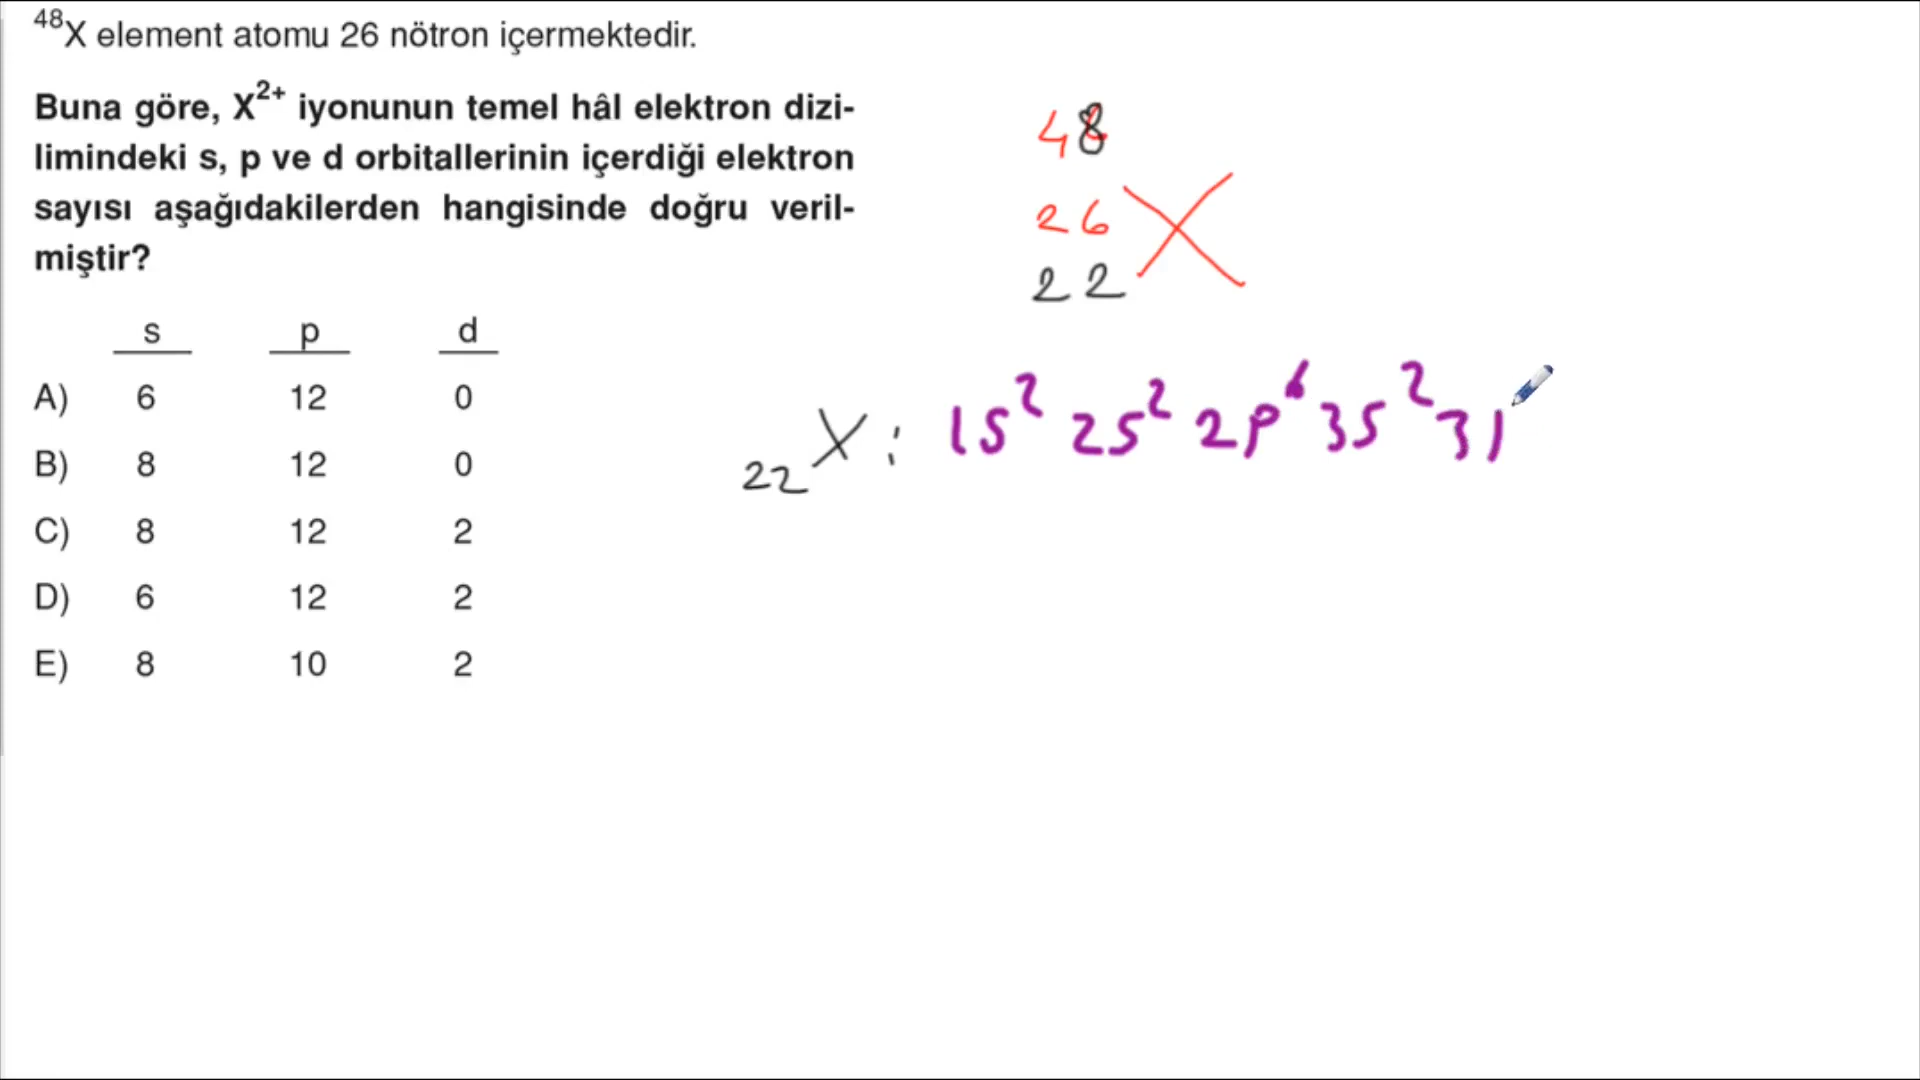 ⁴⁸X element atomu 26 nötron içermektedir.
Buna göre, X²⁺ iyonunun temel hâl elektron dizi-
limindeki s, p ve d orbitallerinin içerdiği elektron
sayısı aşağıdakilerden hangisinde doğru veril-
miştir?
s p d
A) 6 12 0
B) 8 12 0
C) 8 12 2
D) 6 12 2
E) 8 10 2
48
26
22
₂₂X: 1s² 2s² 2p⁶ 3s² 3